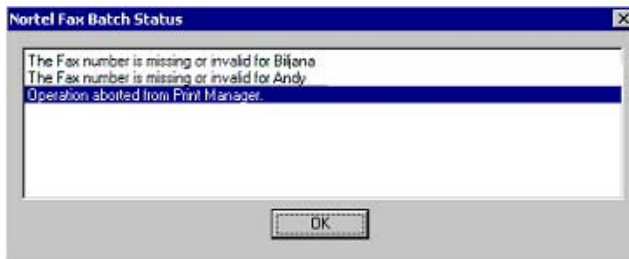 Nortel Fax Batch Status
The Fax number is missing or invalid for Biljana
The Fax number is missing or invalid for Andy
Operation aborted from Print Manager.
OK